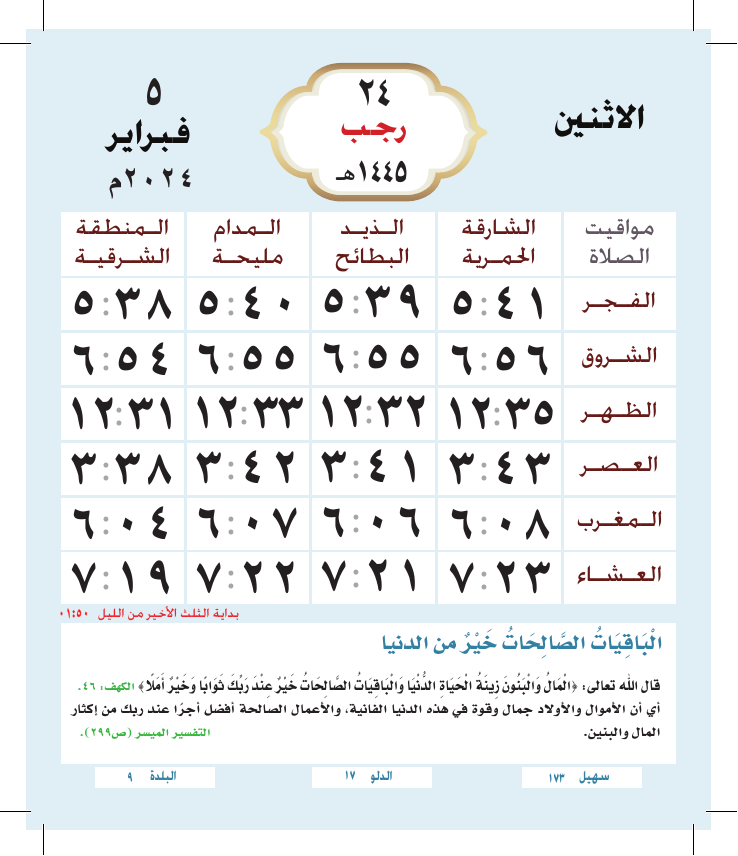 الاثنين
٢٤
رجب
١٤٤٥هـ
٥
فبراير
٢٠٢٤م
مواقيت الصلاة | الشارقة الحمرية | الذيد البطائح | المدام مليحة | المنطقة الشرقية
الفجر ٥:٤١ ٥:٣٩ ٥:٤٠ ٥:٣٨
الشروق ٦:٥٦ ٦:٥٥ ٦:٥٥ ٦:٥٤
الظهر ١٢:٣٥ ١٢:٣٢ ١٢:٣٣ ١٢:٣١
العصر ٣:٤٣ ٣:٤١ ٣:٤٢ ٣:٣٨
المغرب ٦:٠٨ ٦:٠٦ ٦:٠٧ ٦:٠٤
العشاء ٧:٢٣ ٧:٢١ ٧:٢٢ ٧:١٩
بداية الثلث الأخير من الليل ٠١:٥٠
الْبَاقِيَاتُ الصَّالِحَاتُ خَيْرٌ من الدنيا
قال الله تعالى: ﴿الْمَالُ وَالْبَنُونَ زِينَةُ الْحَيَاةِ الدُّنْيَا وَالْبَاقِيَاتُ الصَّالِحَاتُ خَيْرٌ عِنْدَ رَبِّكَ ثَوَابًا وَخَيْرٌ أَمَلًا﴾ الكهف: ٤٦.
أي أن الأموال والأولاد جمال وقوة في هذه الدنيا الفانية، والأعمال الصالحة أفضل أجرًا عند ربك من إكثار
المال والبنين. التفسير الميسر (ص٢٩٩).
سهيل ١٧٣ الدلو ١٧ البلدة ٩